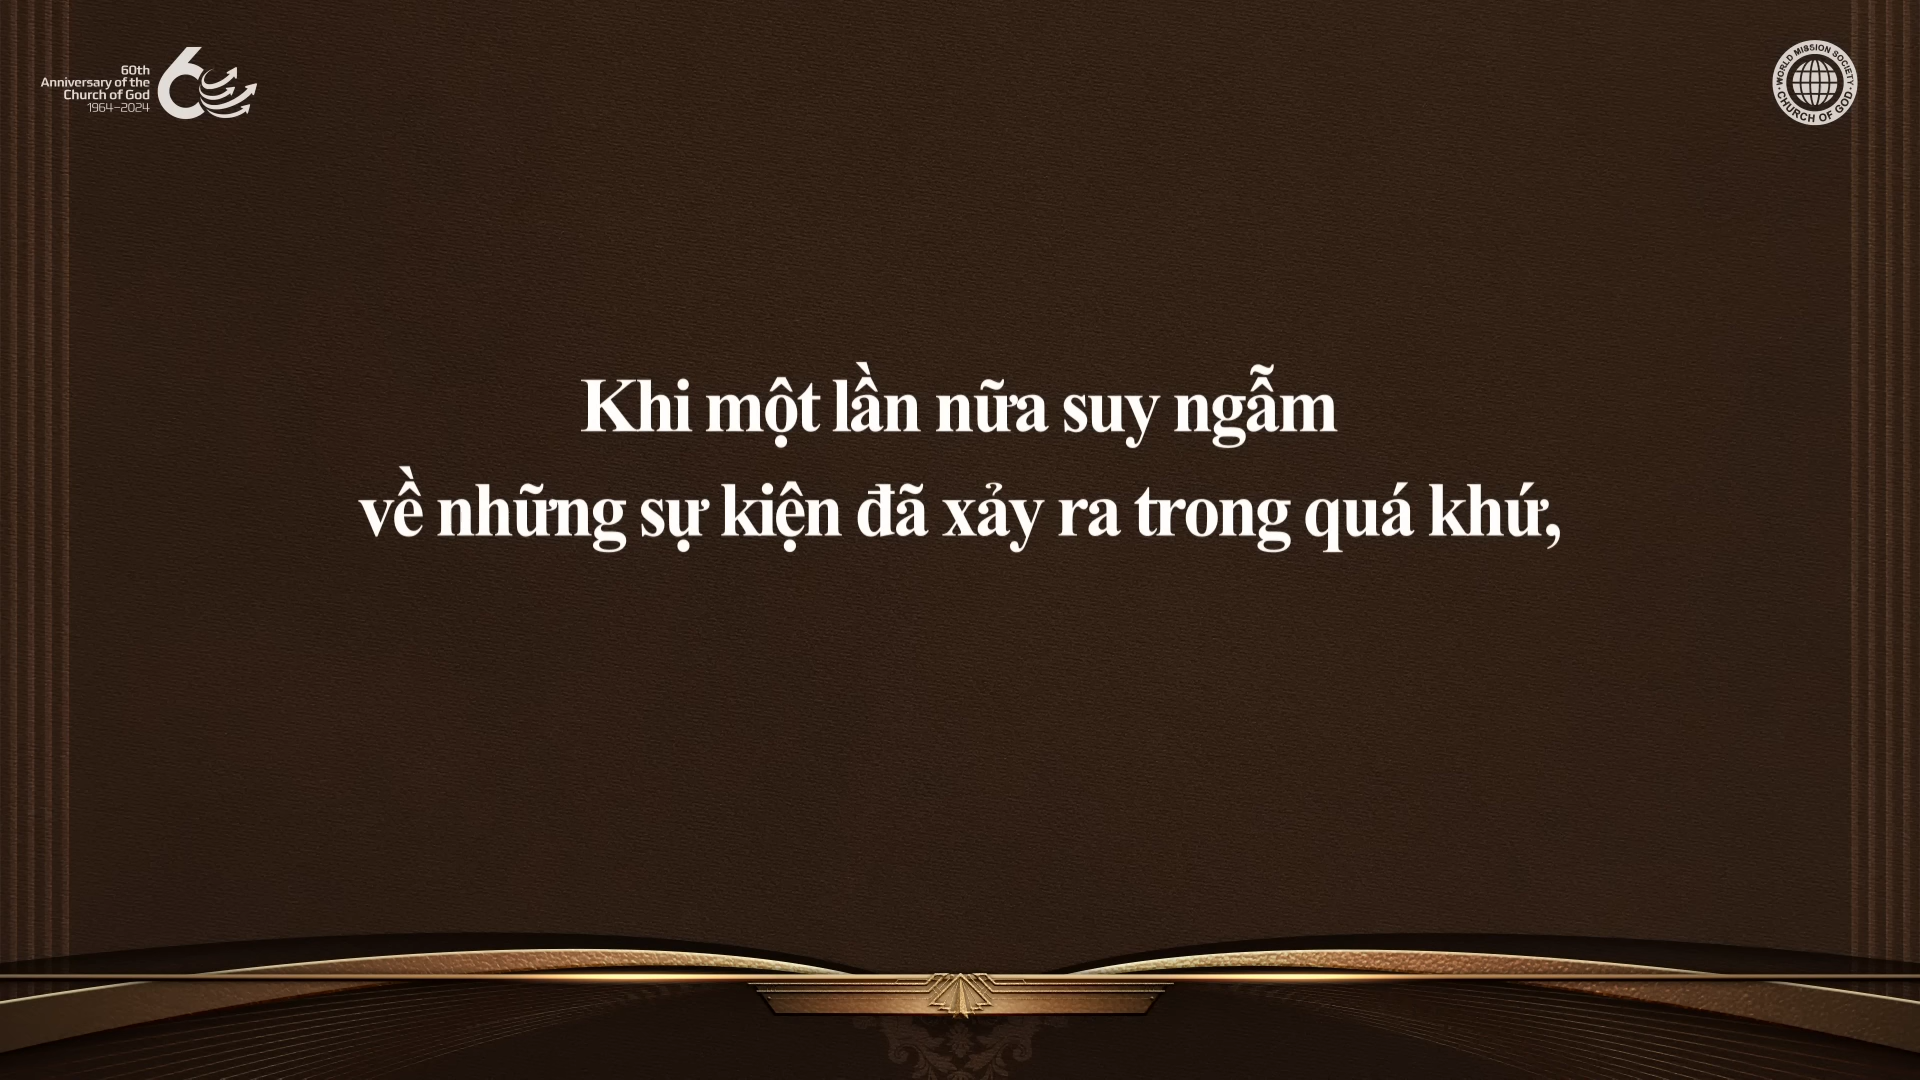 60th
Anniversary of the
Church of God
1964–2024
WORLD MISSION SOCIETY
CHURCH OF GOD
Khi một lần nữa suy ngẫm
về những sự kiện đã xảy ra trong quá khứ,